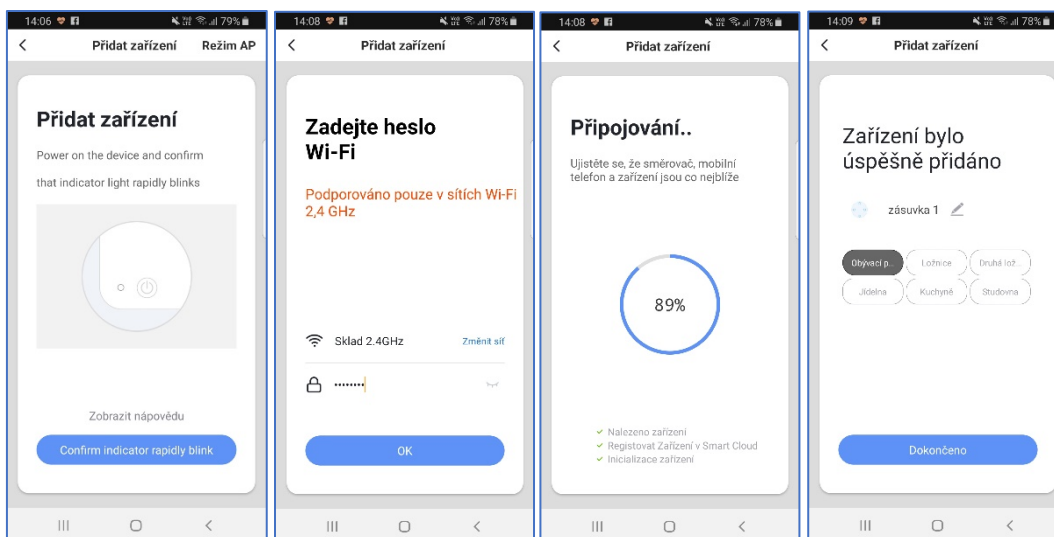 14:06
79%
Přidat zařízení
Režim AP
Přidat zařízení
Power on the device and confirm
that indicator light rapidly blinks
Zobrazit nápovědu
Confirm indicator rapidly blink
14:08
78%
Přidat zařízení
Zadejte heslo
Wi-Fi
Podporováno pouze v sítích Wi-Fi
2,4 GHz
Sklad 2.4GHz
Změnit síť
••••••••
OK
14:08
78%
Přidat zařízení
Připojování..
Ujistěte se, že směrovač, mobilní
telefon a zařízení jsou co nejblíže
89%
Nalezeno zařízení
Registovat Zařízení v Smart Cloud
Inicializace zařízení
14:09
78%
Přidat zařízení
Zařízení bylo
úspěšně přidáno
zásuvka 1
Obývací p...
Ložnice
Druhá lož...
Jídelna
Kuchyně
Studovna
Dokončeno